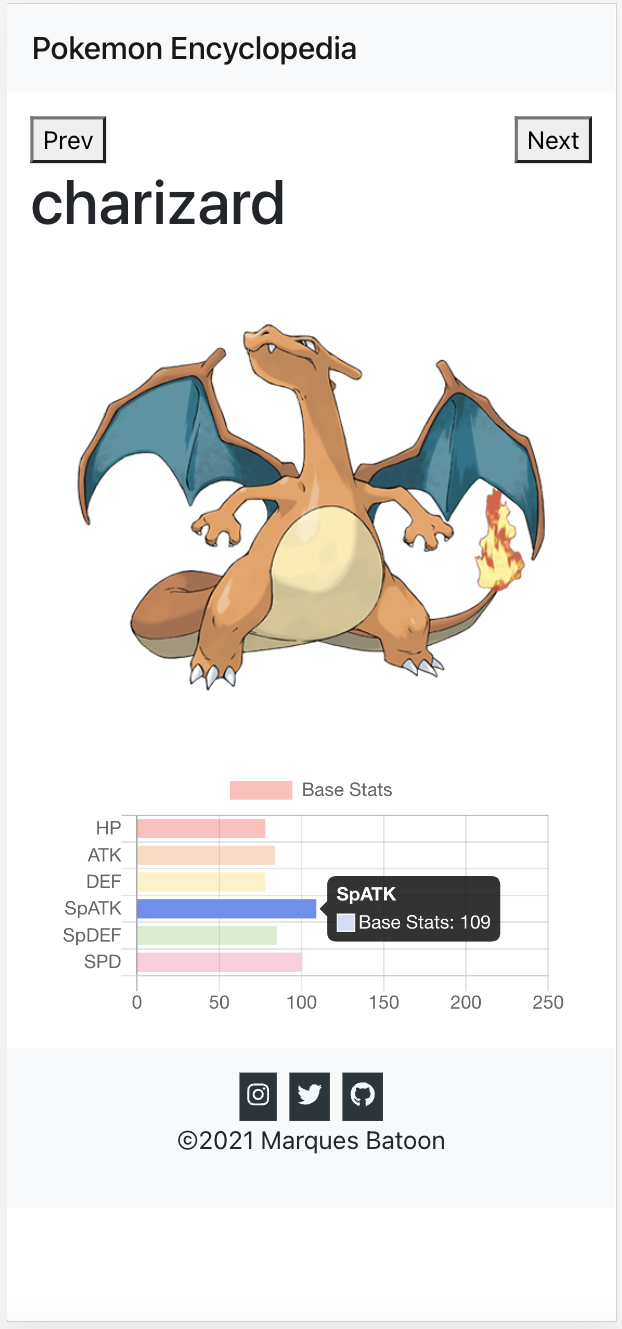 Pokemon Encyclopedia
Prev Next
charizard
Base Stats
HP
ATK
DEF
SpATK
SpATK
Base Stats: 109
SpDEF
SPD
0 50 100 150 200 250
©2021 Marques Batoon